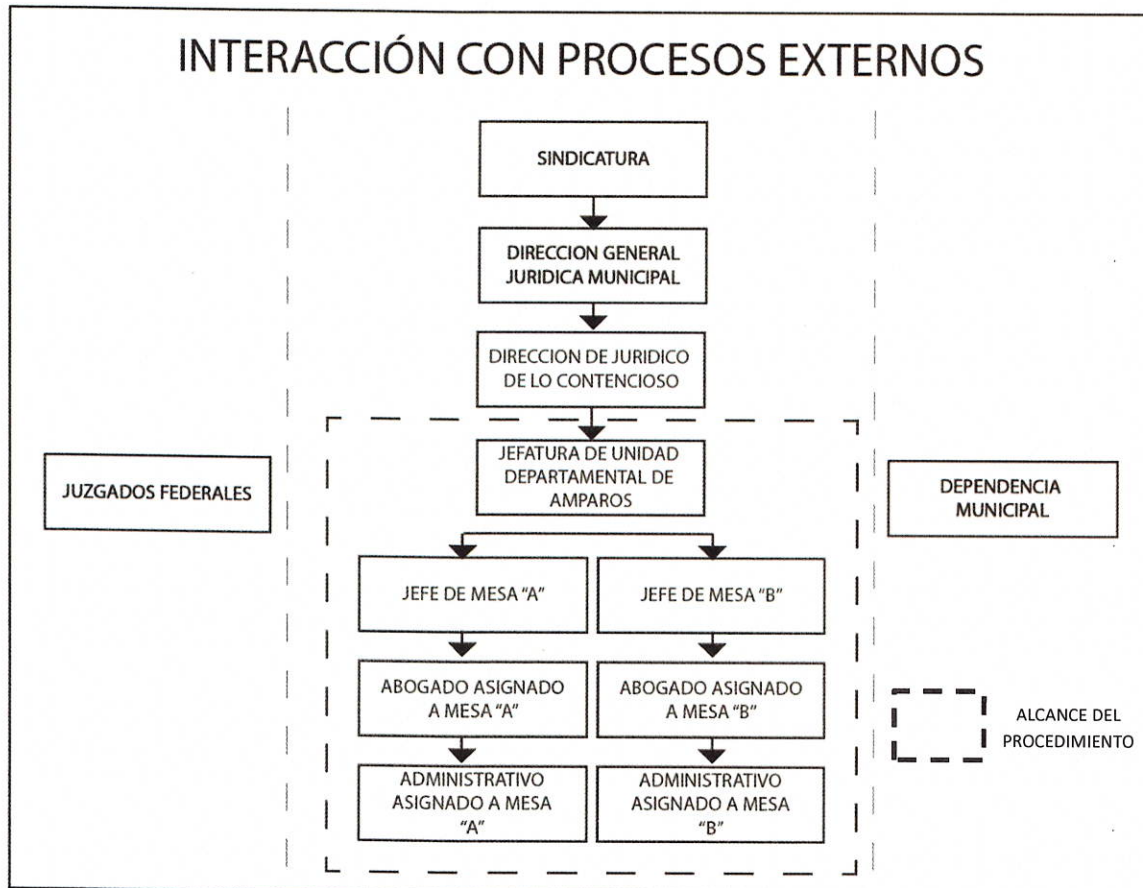 INTERACCIÓN CON PROCESOS EXTERNOS
SINDICATURA
DIRECCION GENERAL
JURIDICA MUNICIPAL
DIRECCION DE JURIDICO
DE LO CONTENCIOSO
JEFATURA DE UNIDAD
DEPARTAMENTAL DE
AMPAROS
JUZGADOS FEDERALES
DEPENDENCIA
MUNICIPAL
JEFE DE MESA "A"
JEFE DE MESA "B"
ABOGADO ASIGNADO
A MESA "A"
ABOGADO ASIGNADO
A MESA "B"
ALCANCE DEL
PROCEDIMIENTO
ADMINISTRATIVO
ASIGNADO A MESA
"A"
ADMINISTRATIVO
ASIGNADO A MESA
"B"